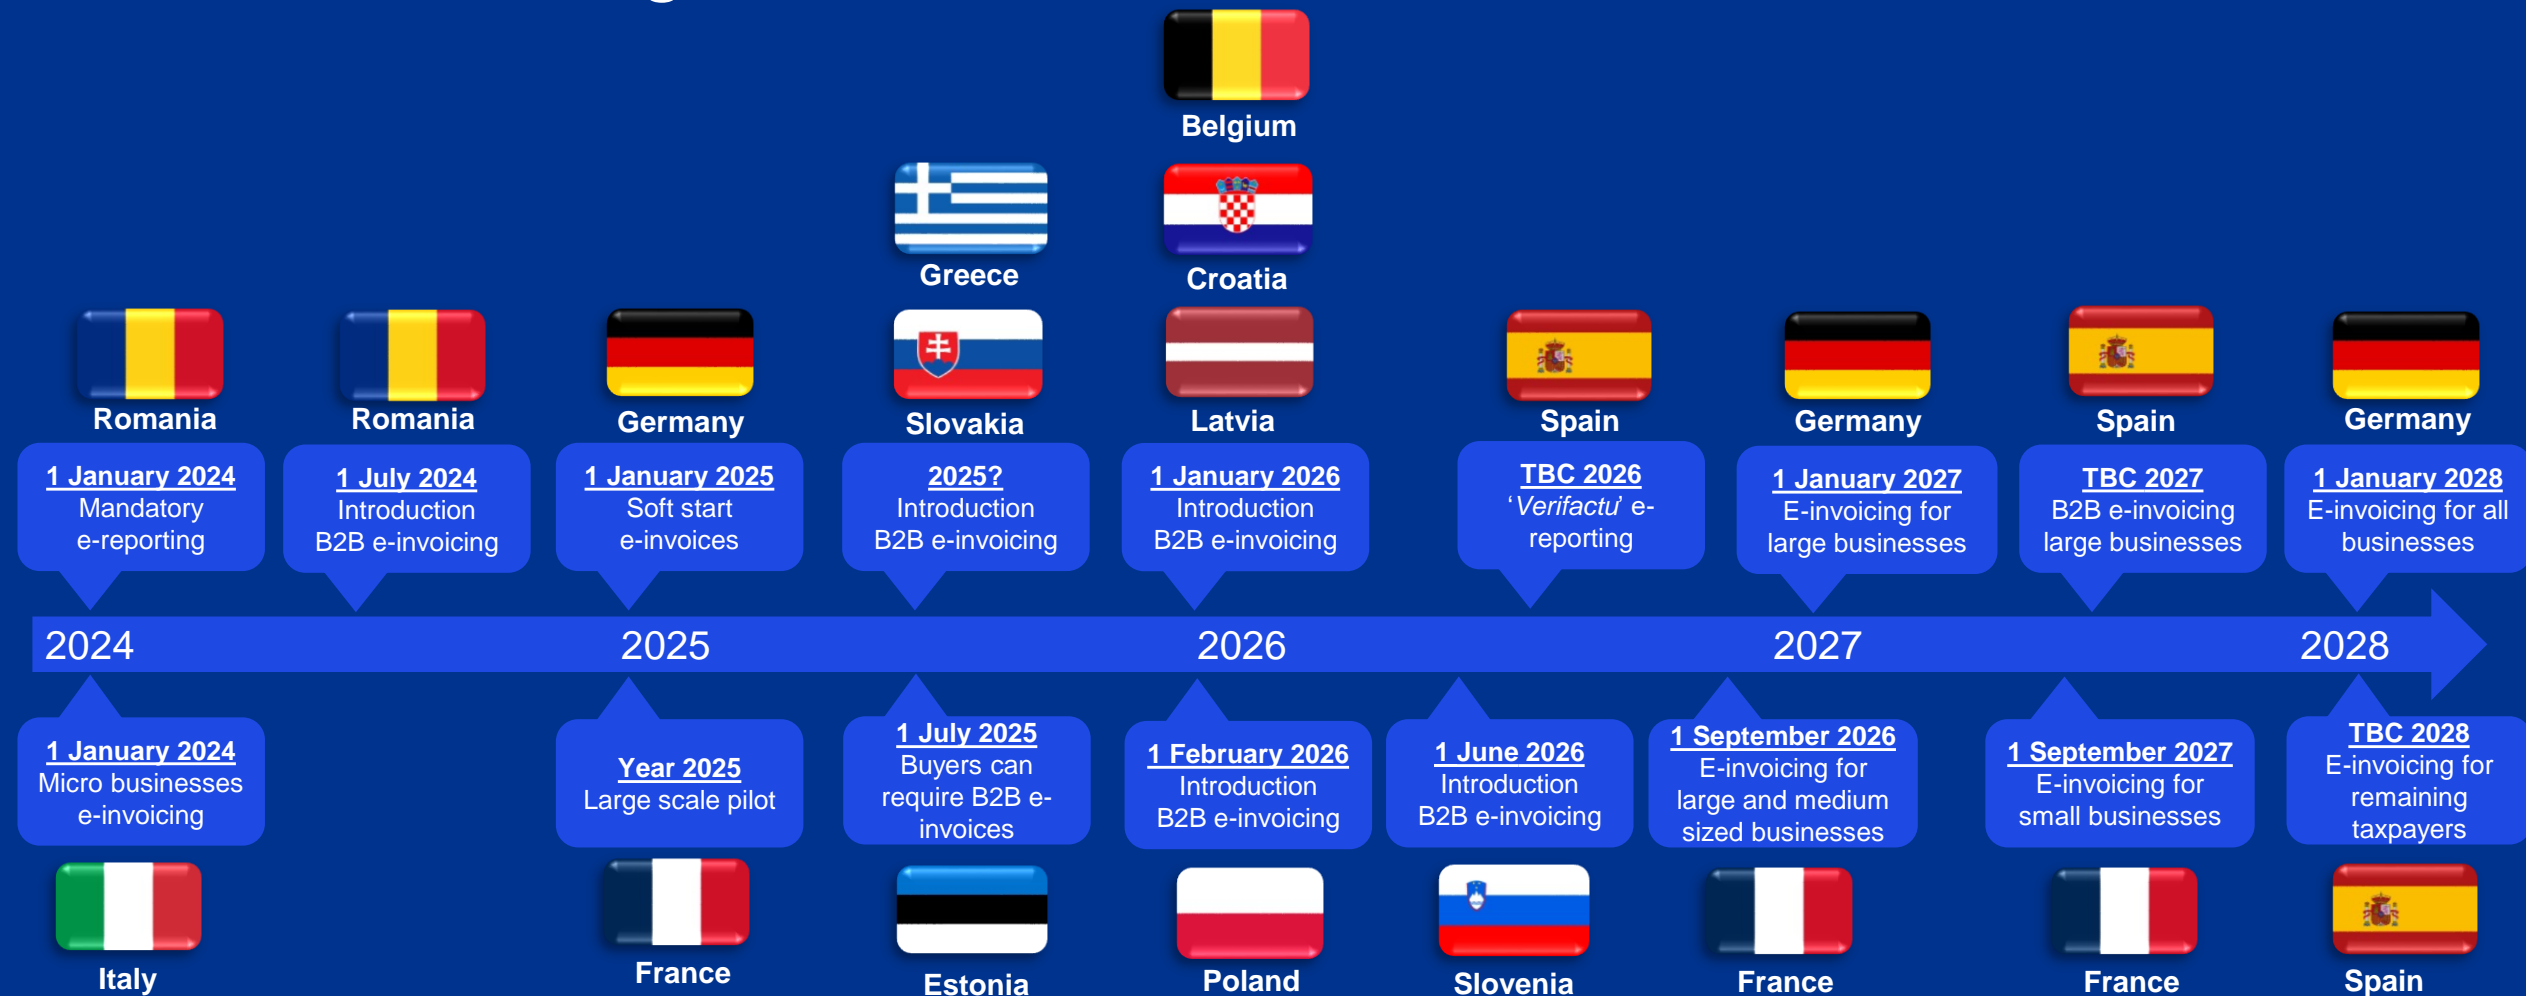 Belgium
Greece
Croatia
Romania
Romania
Germany
Slovakia
Latvia
Spain
Germany
Spain
Germany
1 January 2024
Mandatory
e-reporting
1 July 2024
Introduction
B2B e-invoicing
1 January 2025
Soft start
e-invoices
2025?
Introduction
B2B e-invoicing
1 January 2026
Introduction
B2B e-invoicing
TBC 2026
‘Verifactu’ e-
reporting
1 January 2027
E-invoicing for
large businesses
TBC 2027
B2B e-invoicing
large businesses
1 January 2028
E-invoicing for all
businesses
2024
2025
2026
2027
2028
1 January 2024
Micro businesses
e-invoicing
Year 2025
Large scale pilot
1 July 2025
Buyers can
require B2B e-
invoices
1 February 2026
Introduction
B2B e-invoicing
1 June 2026
Introduction
B2B e-invoicing
1 September 2026
E-invoicing for
large and medium
sized businesses
1 September 2027
E-invoicing for
small businesses
TBC 2028
E-invoicing for
remaining
taxpayers
Italy
France
Estonia
Poland
Slovenia
France
France
Spain